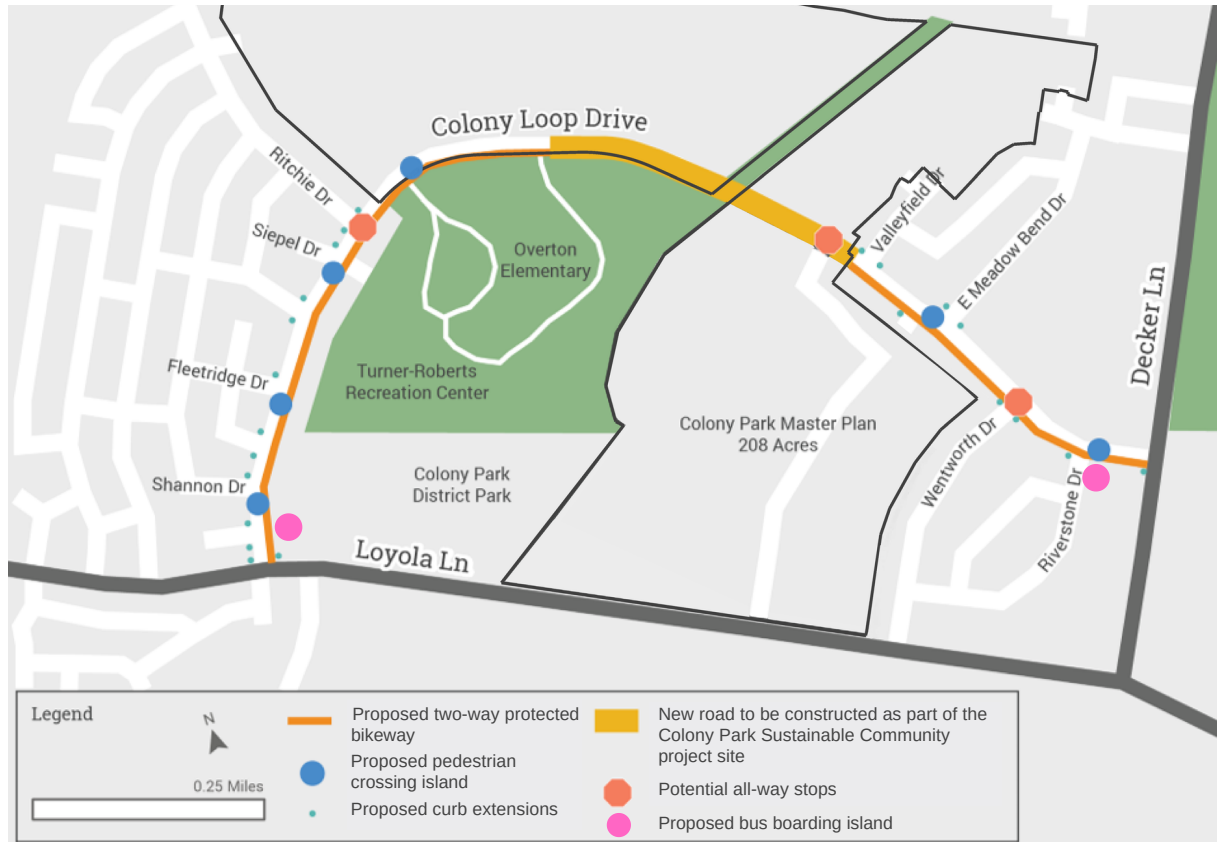 Colony Loop Drive
Ritchie Dr
Siepel Dr
Overton
Elementary
Valleyfield Dr
E Meadow Bend Dr
Decker Ln
Fleetridge Dr
Turner-Roberts
Recreation Center
Colony Park Master Plan
208 Acres
Wentworth Dr
Shannon Dr
Colony Park
District Park
Riverstone Dr
Loyola Ln
Legend
N
0.25 Miles
Proposed two-way protected
bikeway
Proposed pedestrian
crossing island
Proposed curb extensions
New road to be constructed as part of the
Colony Park Sustainable Community
project site
Potential all-way stops
Proposed bus boarding island